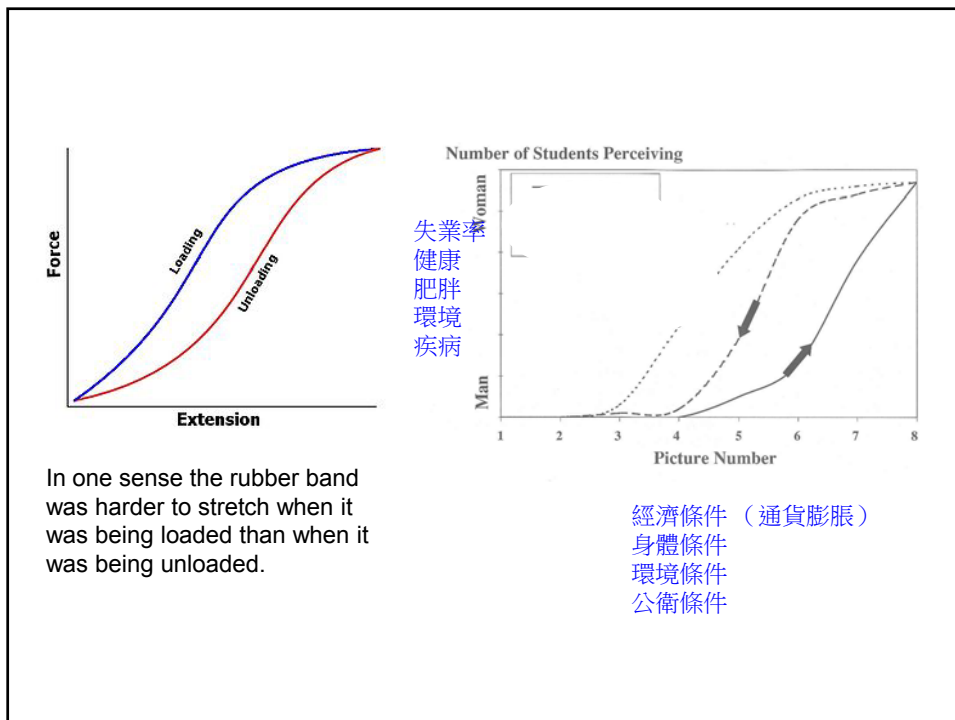 Force
Loading
Unloading
Extension
In one sense the rubber band
was harder to stretch when it
was being loaded than when it
was being unloaded.
失業率
健康
肥胖
環境
疾病
Number of Students Perceiving
Woman
Man
1 2 3 4 5 6 7 8
Picture Number
經濟條件 （通貨膨脹）
身體條件
環境條件
公衛條件